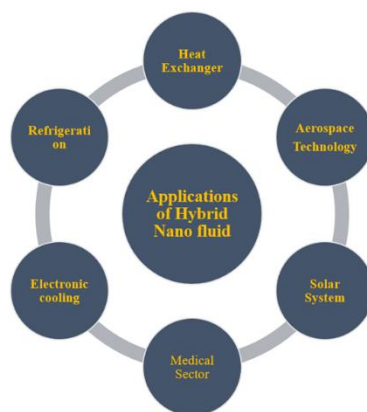 Heat
Exchanger
Aerospace
Technology
Solar
System
Medical
Sector
Electronic
cooling
Refrigerati
on
Applications
of Hybrid
Nano fluid